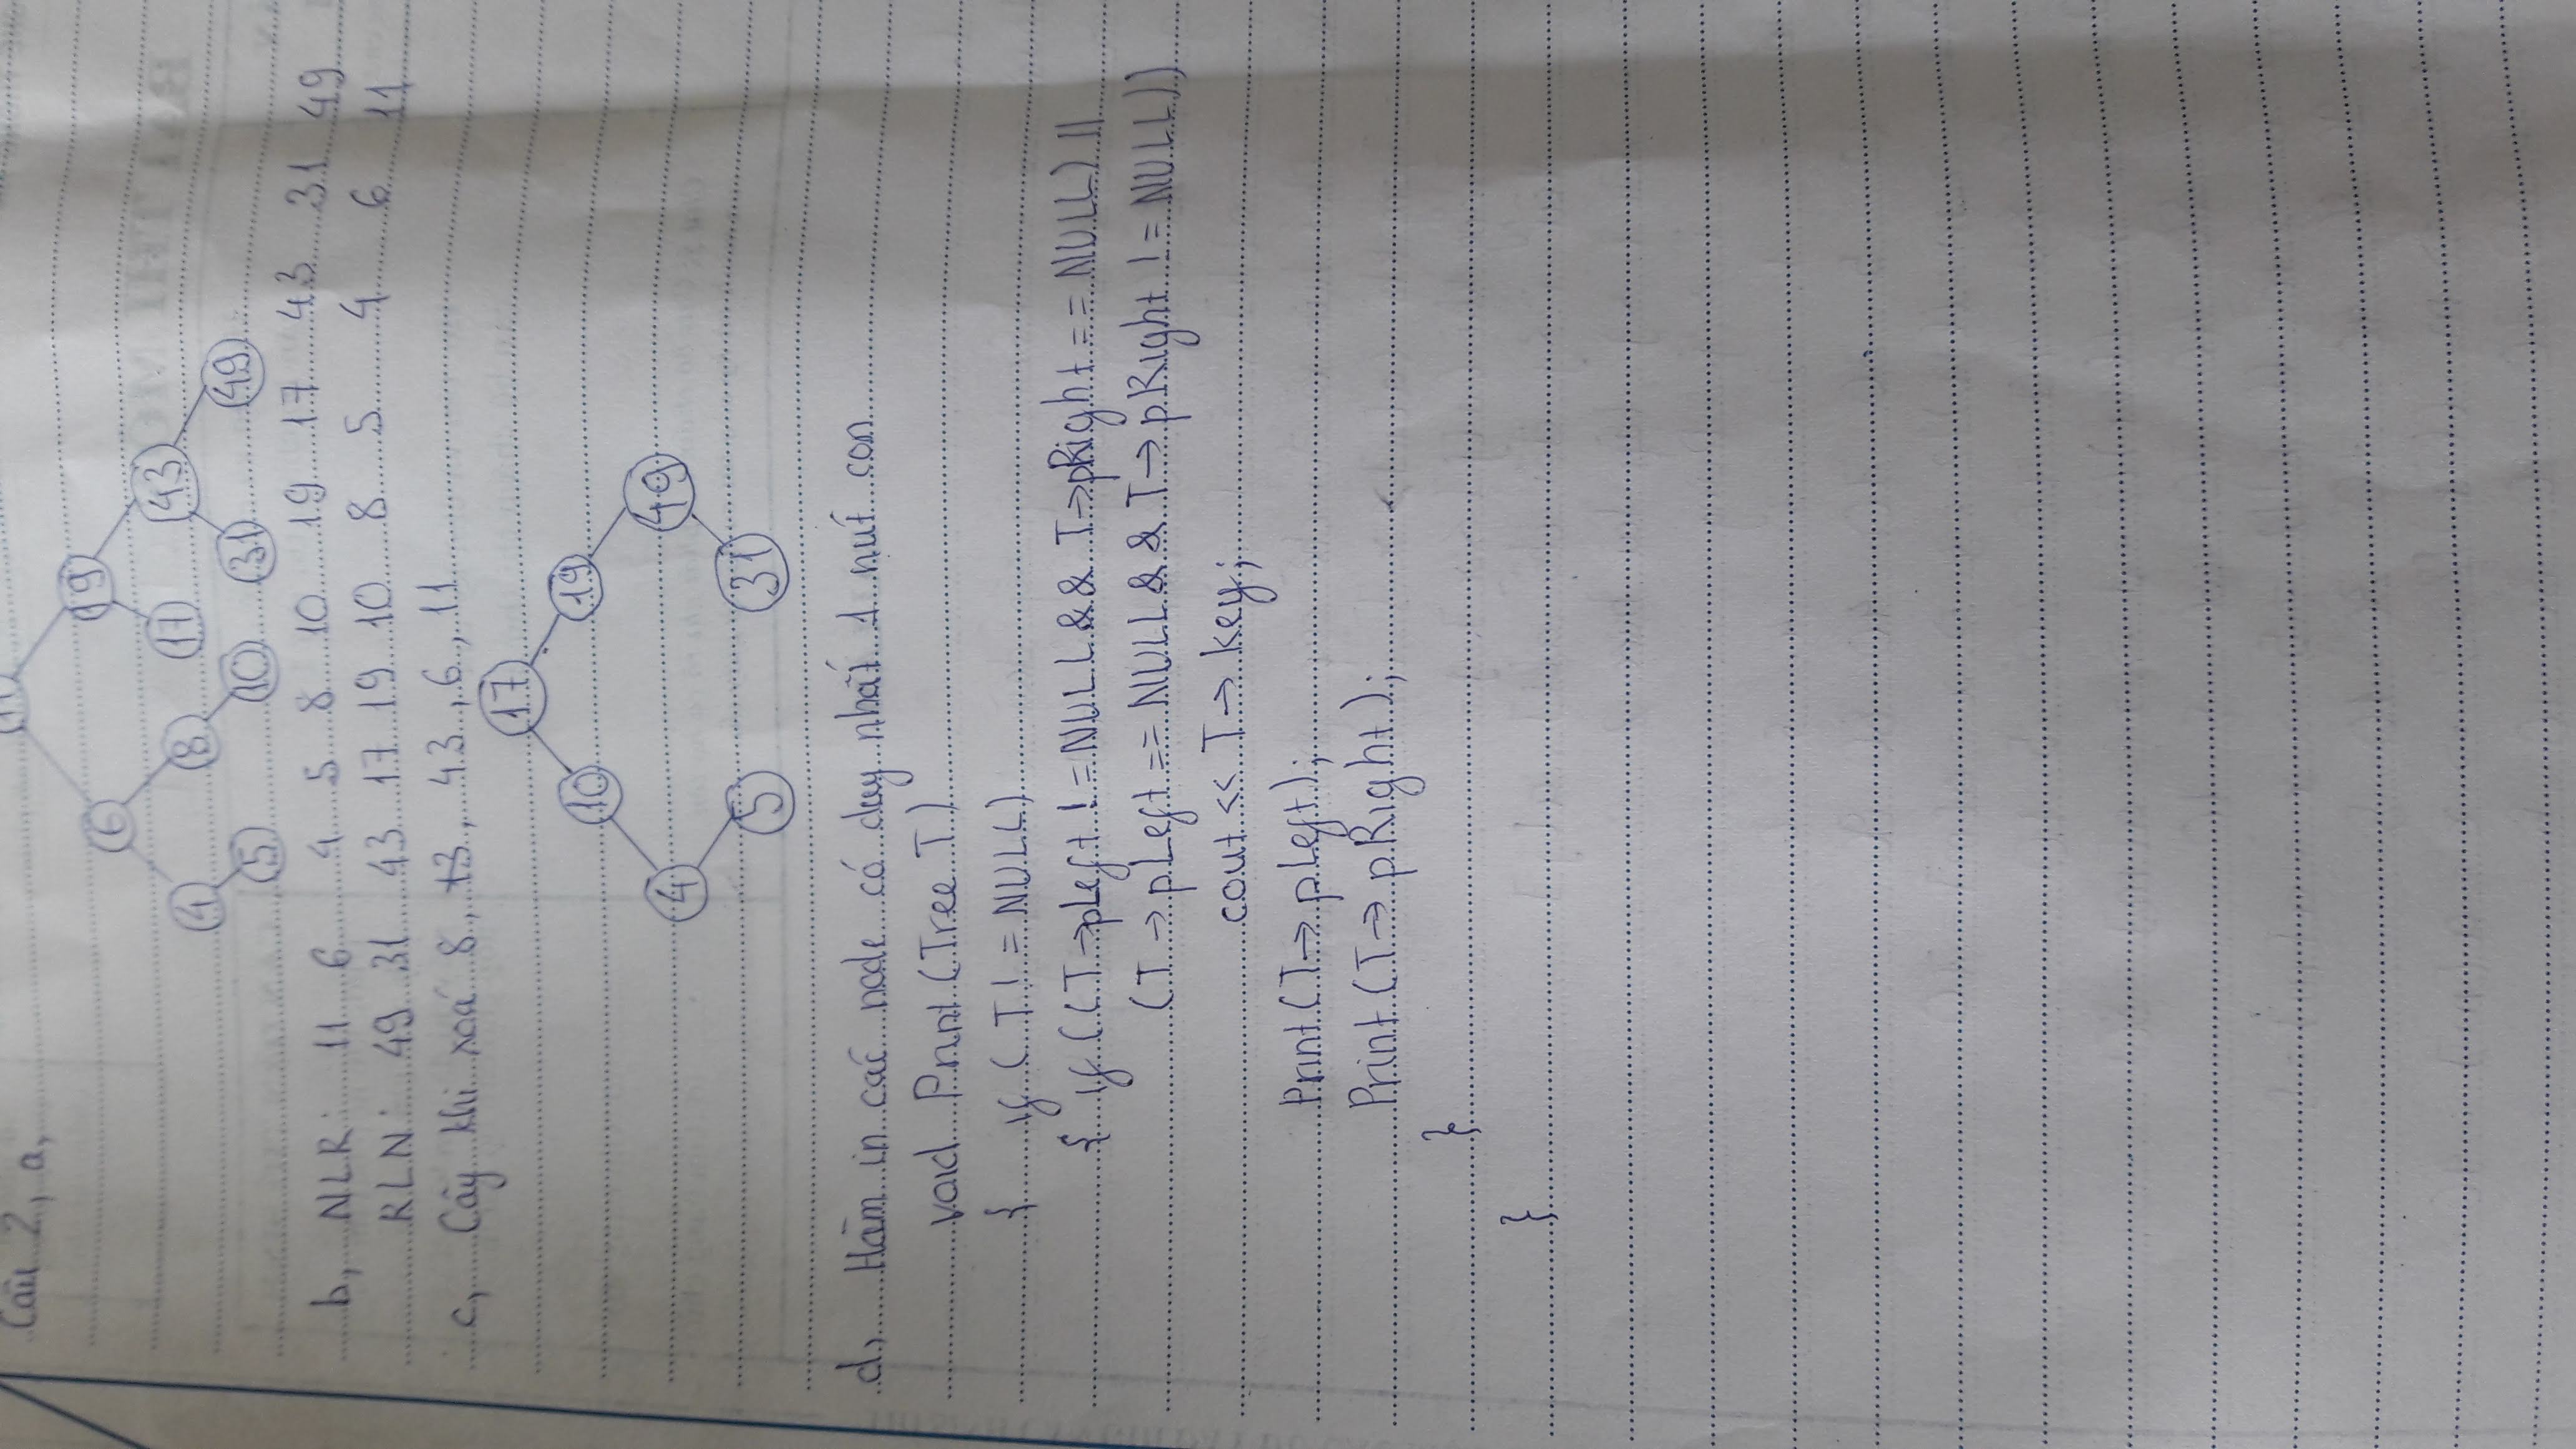 Câu 2, a,
11
6 19
4 8 17 43
5 10 31 49
b, NLR: 11 6 4 5 8 10 19 17 43 31 49
RLN: 49 31 43 17 19 10 8 5 4 6 11
c, Cây khi xoá 8, 13, 43, 6, 11
17
10 19
4 49
5 31
d, Hàm in các node có duy nhất 1 nút con
void Print (Tree T)
{ if ( T != NULL)
{ if ((T->pLeft != NULL && T->pRight == NULL) ||
(T -> pLeft == NULL && T -> pRight != NULL))
cout << T -> key;
Print (T -> pLeft);
Print (T -> pRight);
}
}